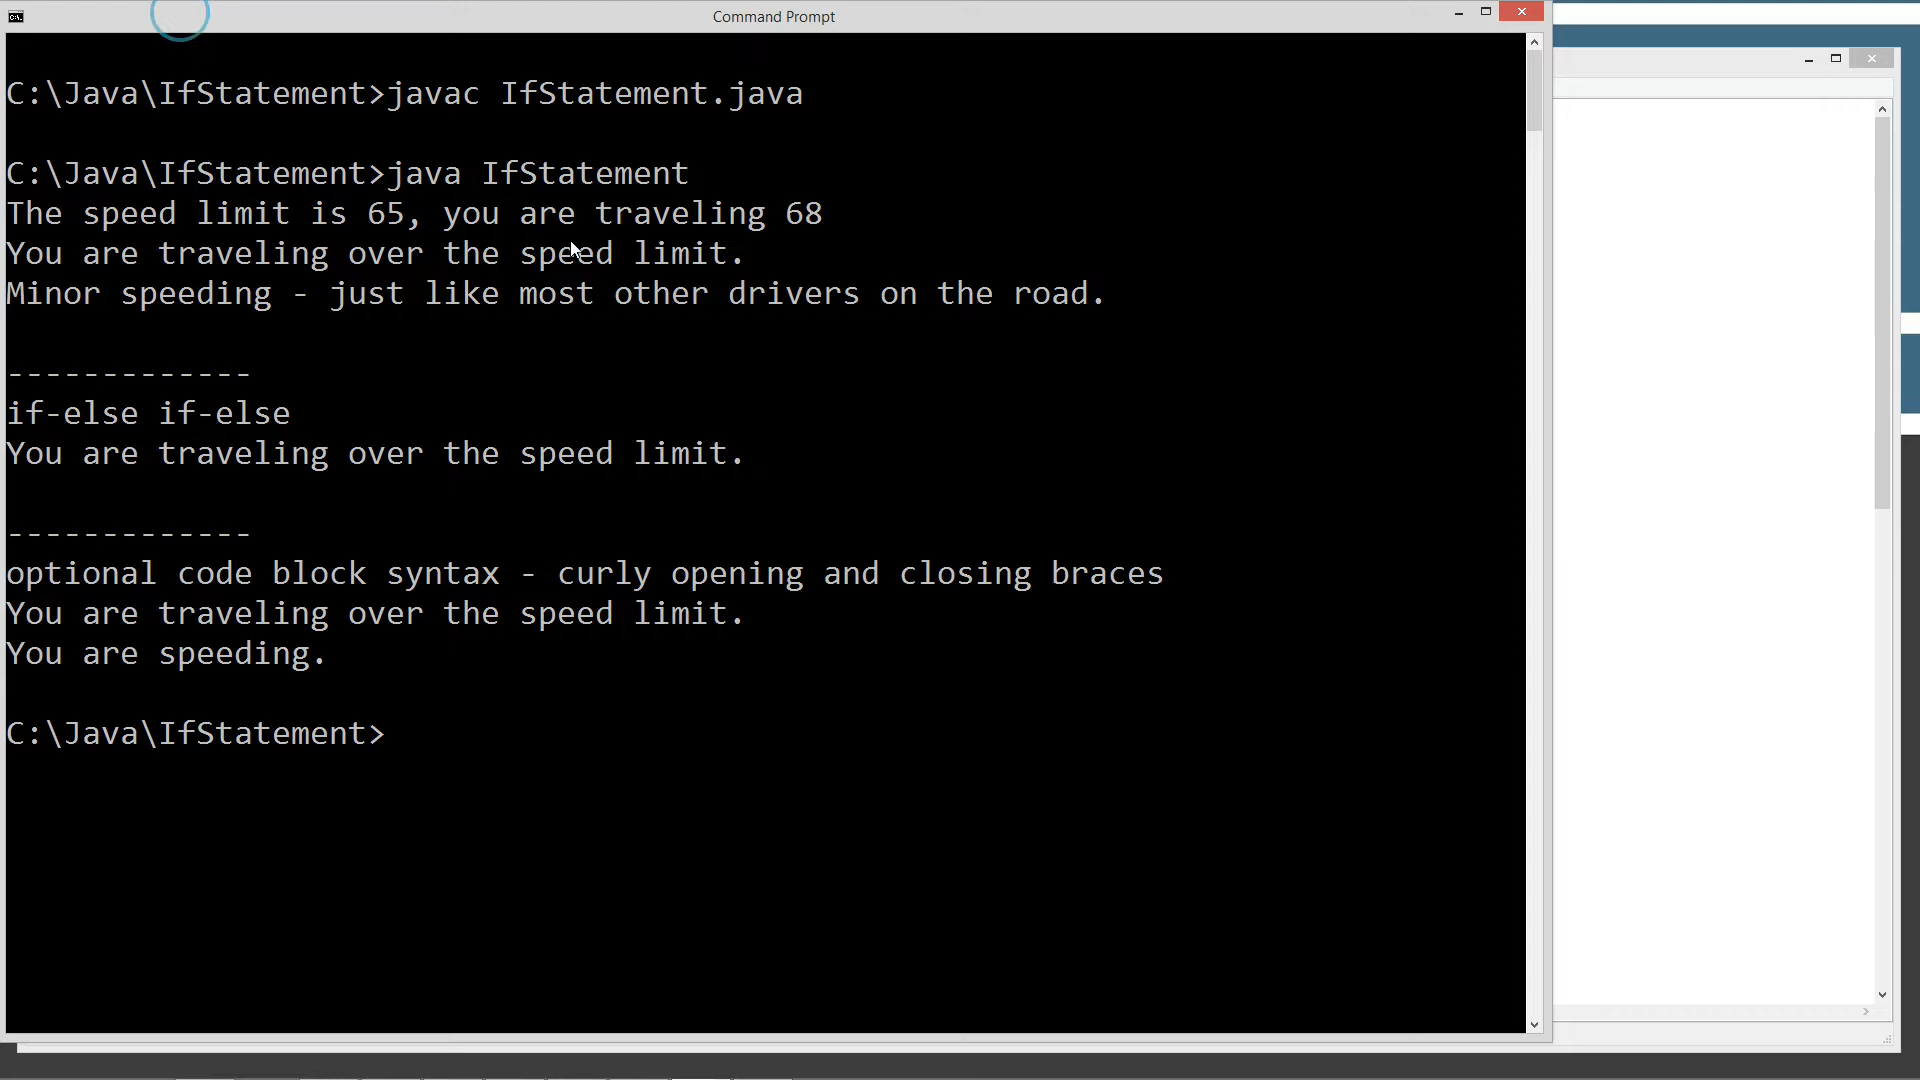 Command Prompt
C:\Java\IfStatement>javac IfStatement.java
C:\Java\IfStatement>java IfStatement
The speed limit is 65, you are traveling 68
You are traveling over the speed limit.
Minor speeding - just like most other drivers on the road.
-------------
if-else if-else
You are traveling over the speed limit.
-------------
optional code block syntax - curly opening and closing braces
You are traveling over the speed limit.
You are speeding.
C:\Java\IfStatement>